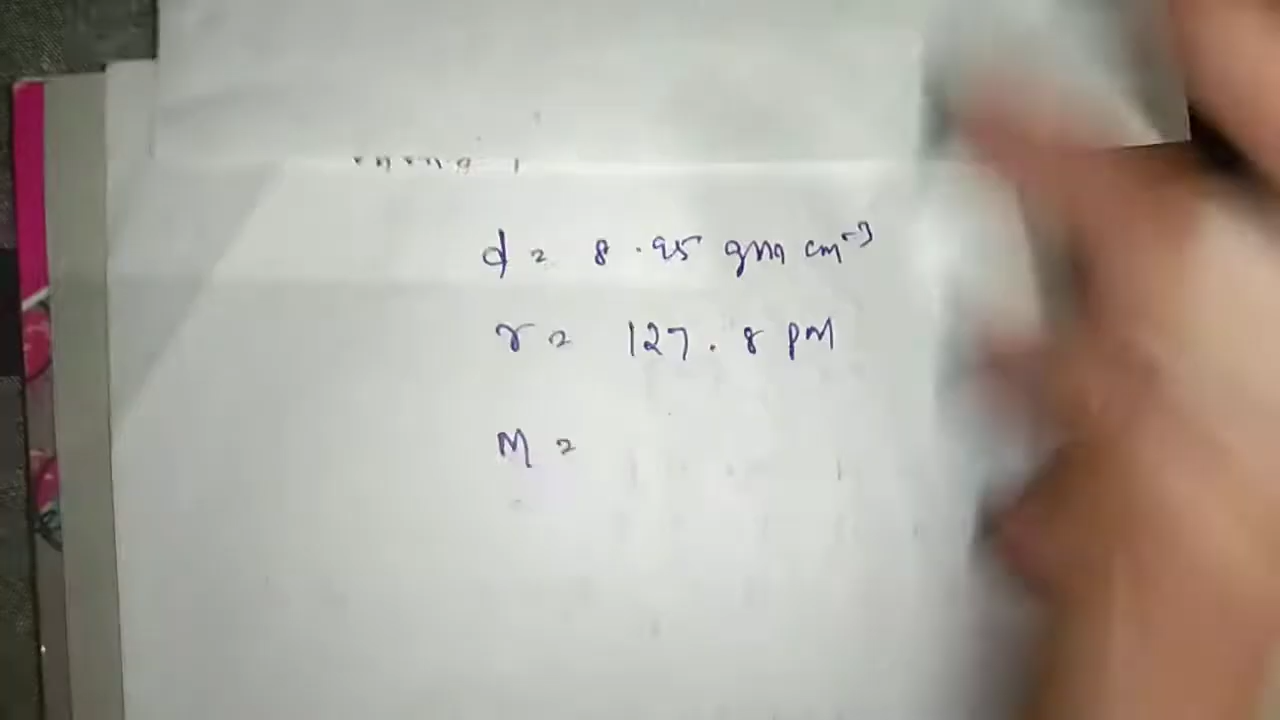 d = 8.95 gm cm⁻³
r = 127.8 pm
M =